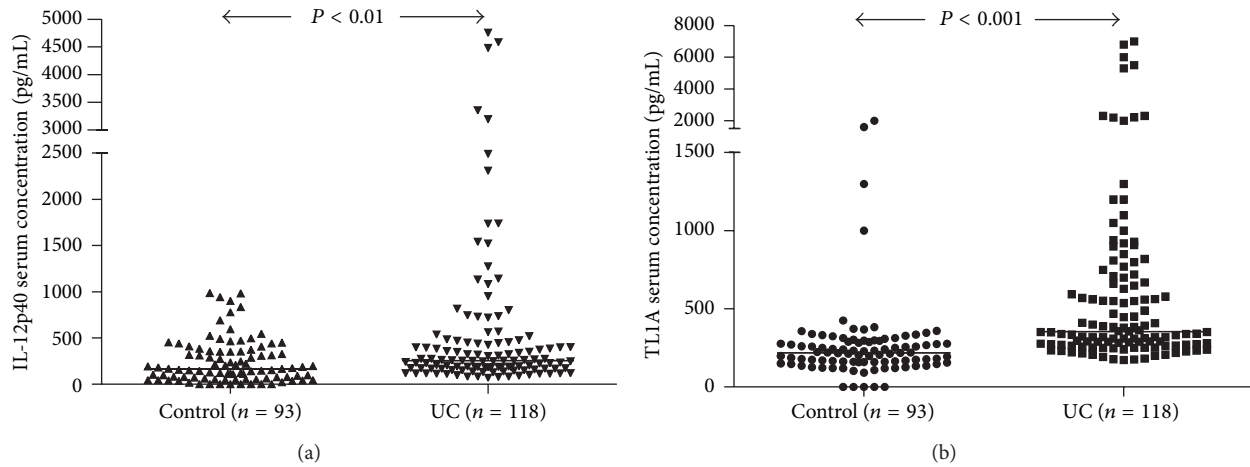 P < 0.01
IL-12p40 serum concentration (pg/mL)
5000
4500
4000
3500
3000
2500
2000
1500
1000
500
0
Control (n = 93)
UC (n = 118)
(a)
P < 0.001
TL1A serum concentration (pg/mL)
8000
6000
4000
2000
1500
1000
500
0
Control (n = 93)
UC (n = 118)
(b)